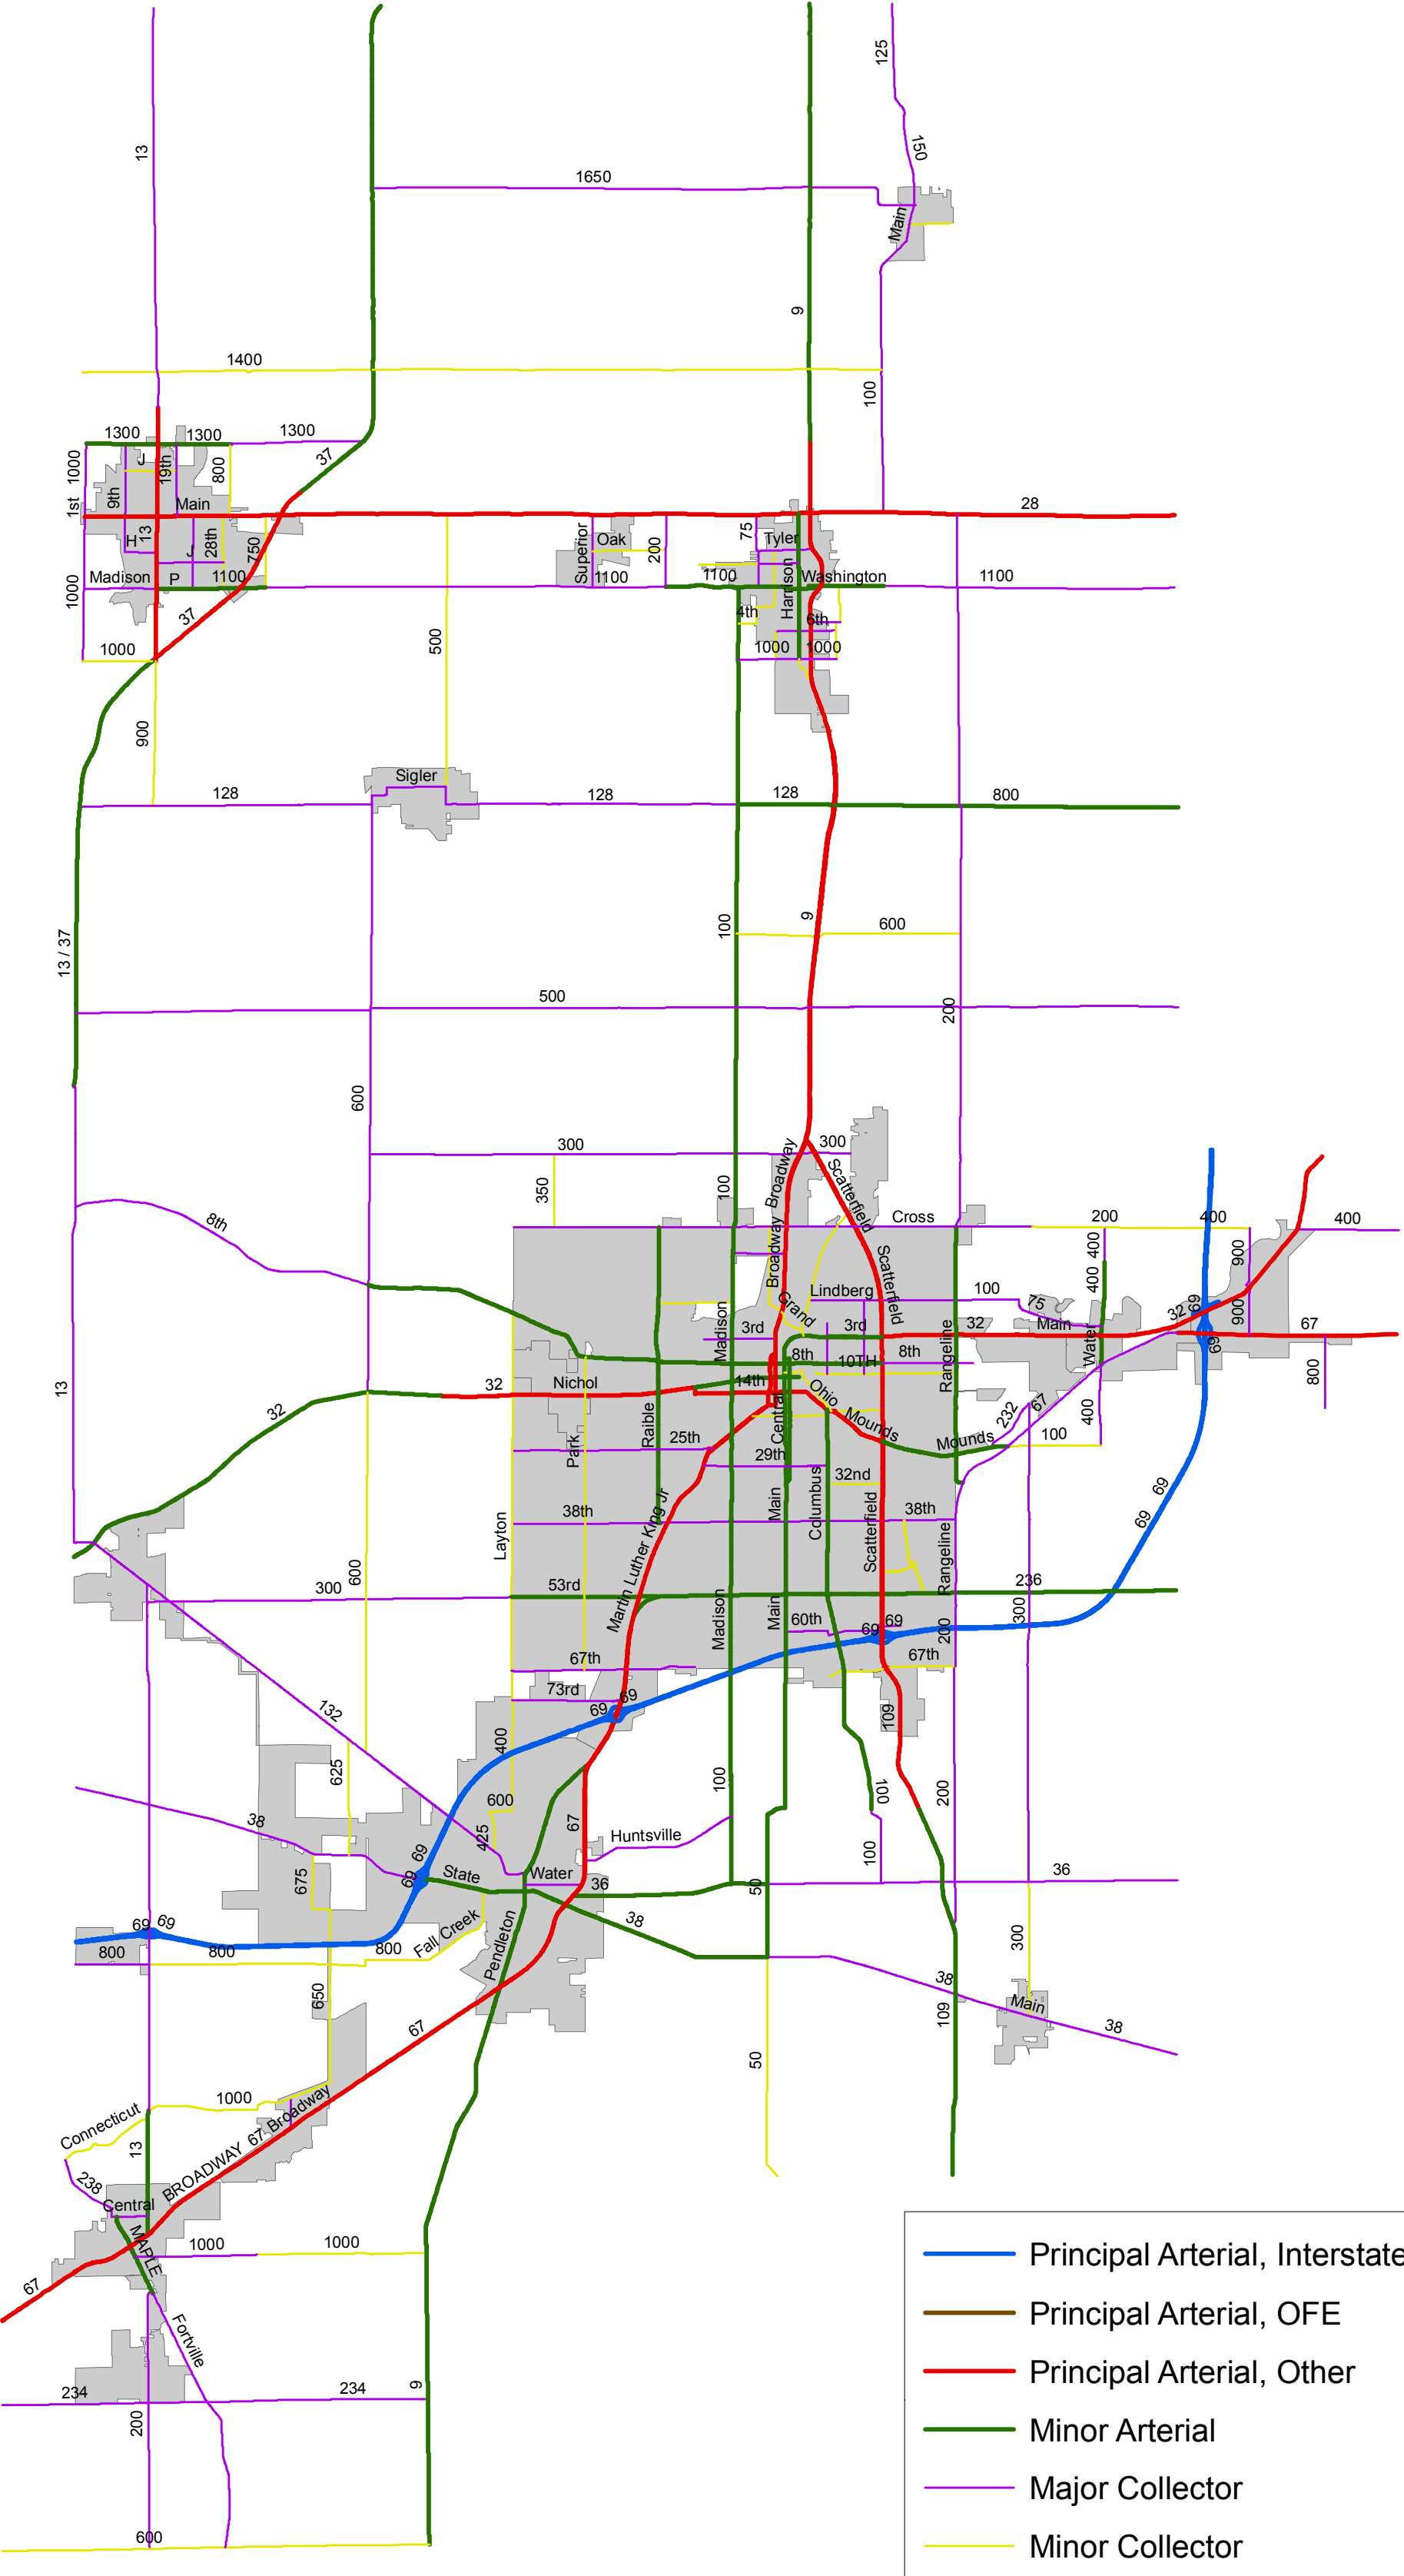 13
125
150
1650
Main
9
1400
100
1300
1300
1300
37
J
19th
800
1000
9th
1st
Main
28
H
13
J
28th
750
Superior
Oak
200
75
Tyler
Madison
P
1100
1100
1100
Harrison
Washington
1100
1000
37
4th
6th
500
1000
1000
1000
900
Sigler
128
128
128
800
100
9
600
13 / 37
500
200
600
300
Broadway
300
350
100
Scatterfield
8th
Cross
200
400
400
Broadway
Scatterfield
400
900
Lindberg
100
400
69
75
Grand
900
Madison
3rd
3rd
32
Main
32
67
Water
69
8th
10TH
8th
Rangeline
800
13
32
Nichol
14th
Ohio
32
Raible
Central
Mounds
232
67
400
Park
25th
Mounds
100
29th
32nd
69
Main
Columbus
38th
38th
69
Layton
Martin Luther King Jr
Scatterfield
Rangeline
600
300
53rd
236
Madison
Main
60th
69
69
200
300
67th
67th
73rd
69
69
132
109
400
625
100
100
200
600
67
38
425
Huntsville
100
69
State
Water
36
675
69
36
50
Fall Creek
38
Pendleton
69
69
800
800
800
300
650
38
109
Main
67
38
50
1000
Broadway
Connecticut
13
67
BROADWAY
238
Central
MAPLE
1000
1000
67
Fortville
234
234
9
200
600
Principal Arterial, Interstate
Principal Arterial, OFE
Principal Arterial, Other
Minor Arterial
Major Collector
Minor Collector